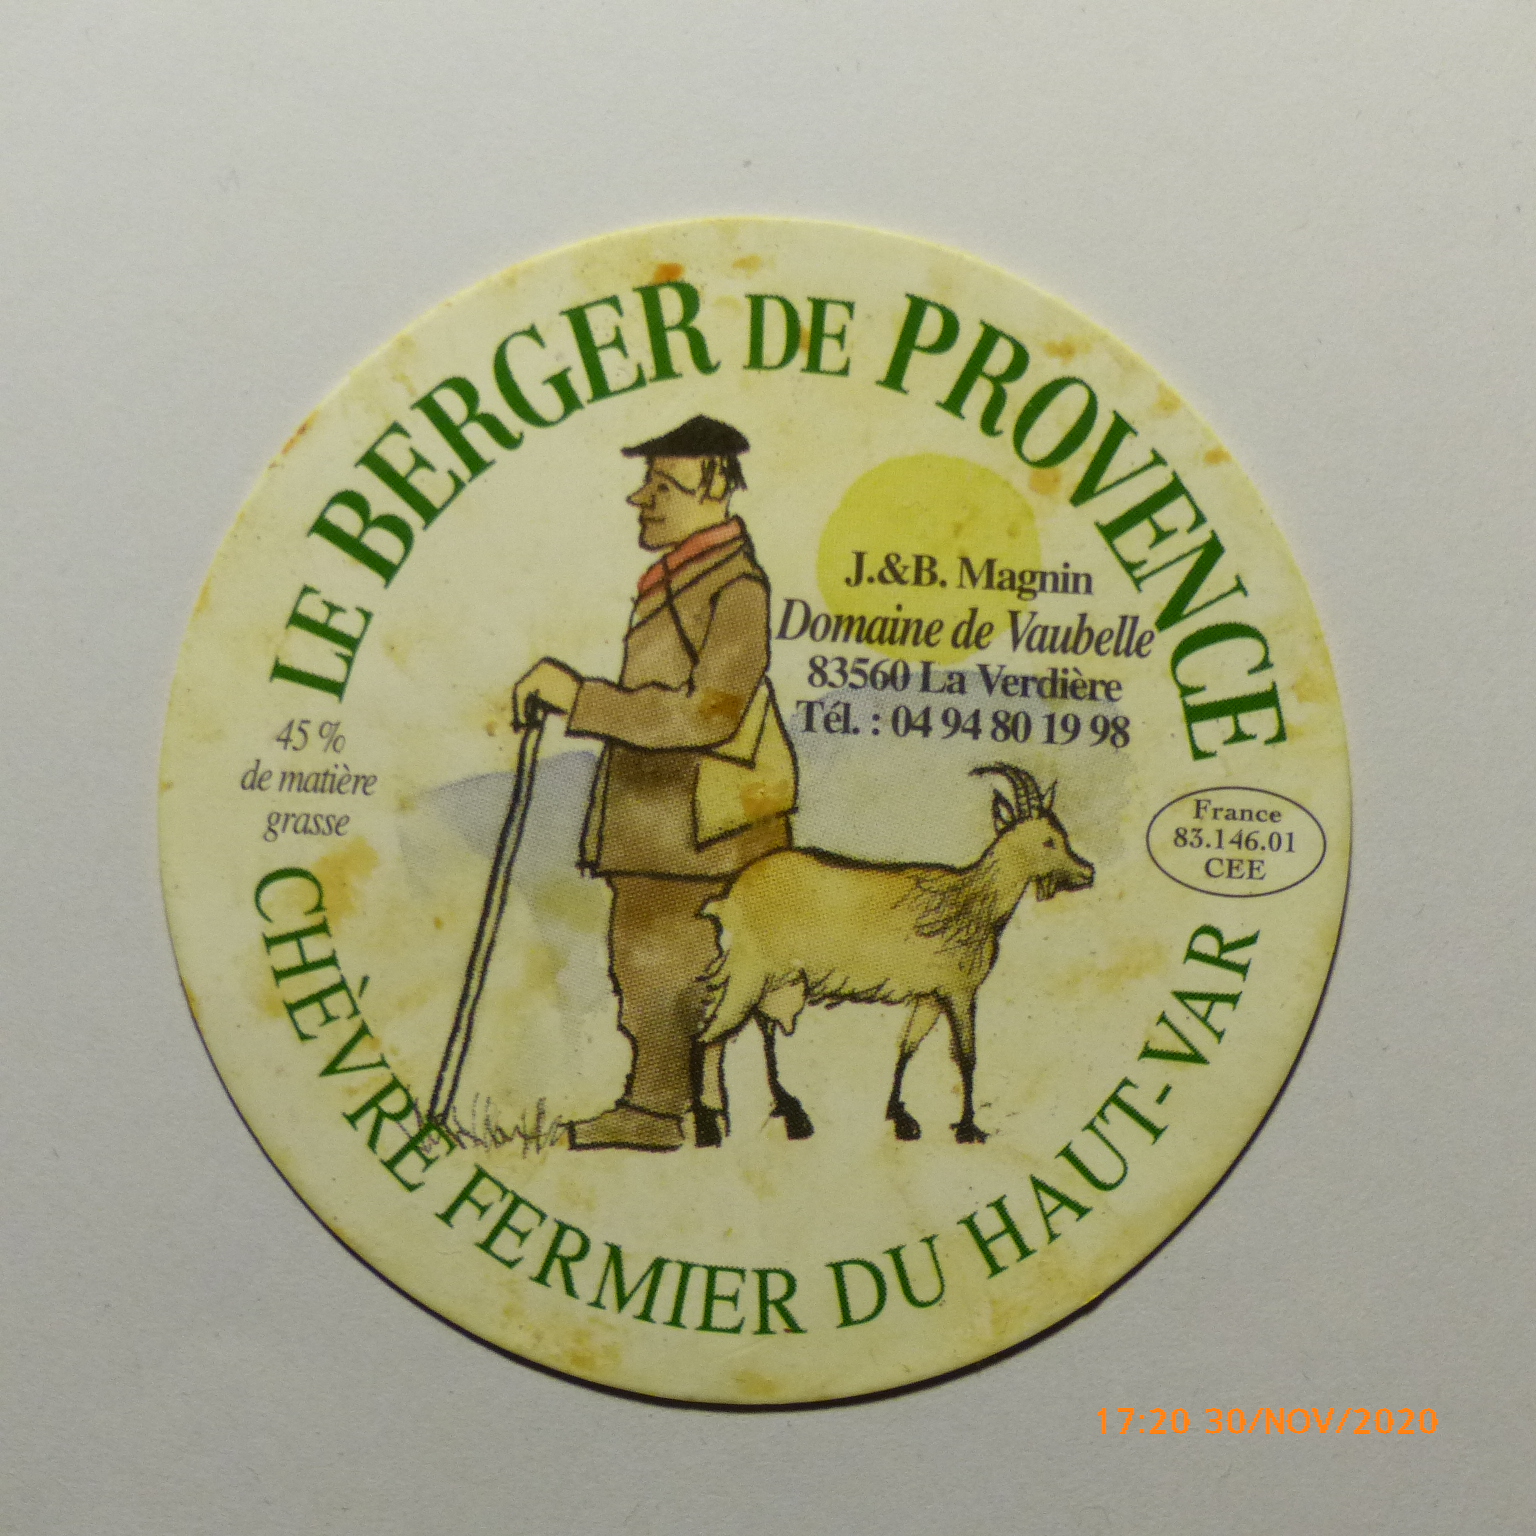 LE BERGER DE PROVENCE
J.&B. Magnin
Domaine de Vaubelle
83560 La Verdière
Tél. : 04 94 80 19 98
45 %
de matière
grasse
France
83.146.01
CEE
CHÈVRE FERMIER DU HAUT-VAR
17:20 30/NOV/2020